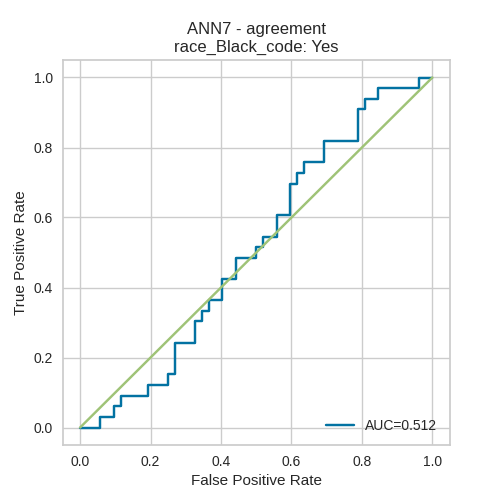 ANN7 - agreement
race_Black_code: Yes
1.0
0.8
0.6
0.4
0.2
0.0
True Positive Rate
AUC=0.512
0.0 0.2 0.4 0.6 0.8 1.0
False Positive Rate